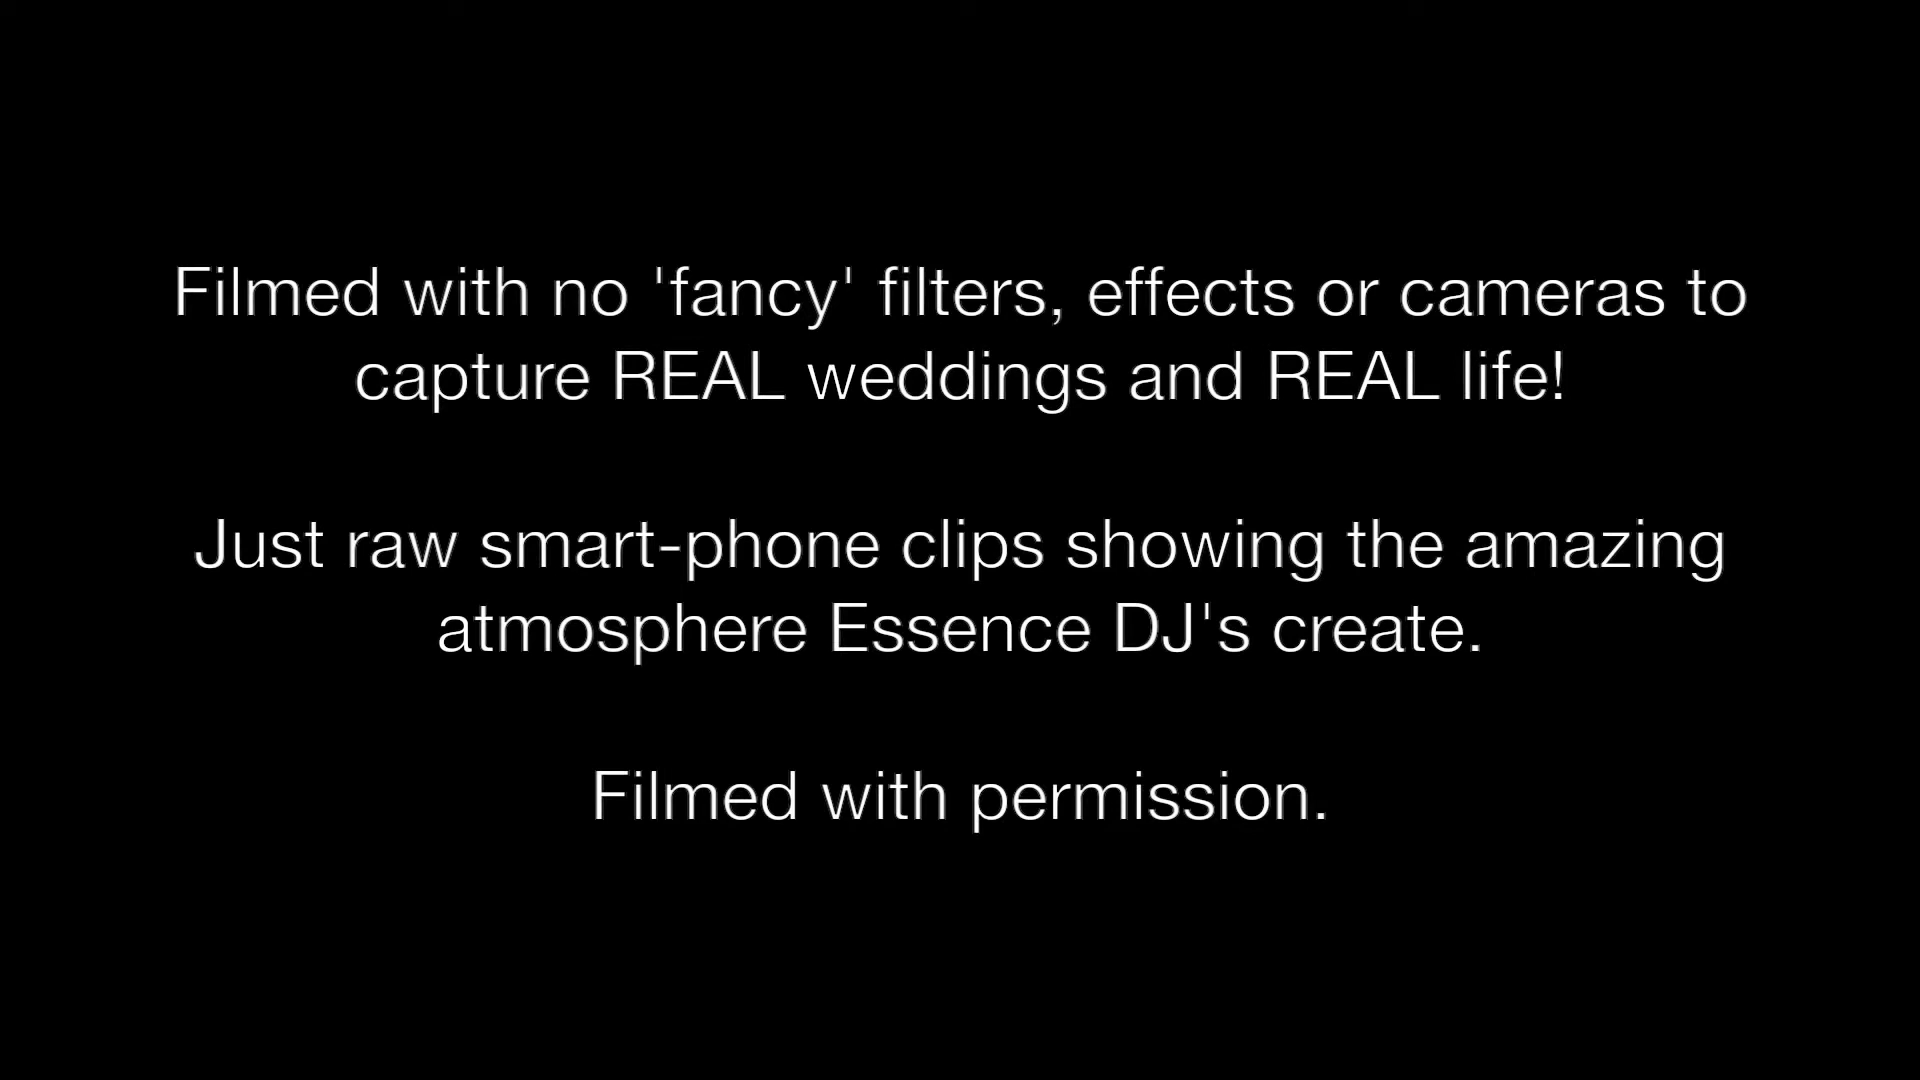 Filmed with no 'fancy' filters, effects or cameras to
capture REAL weddings and REAL life!
Just raw smart-phone clips showing the amazing
atmosphere Essence DJ's create.
Filmed with permission.